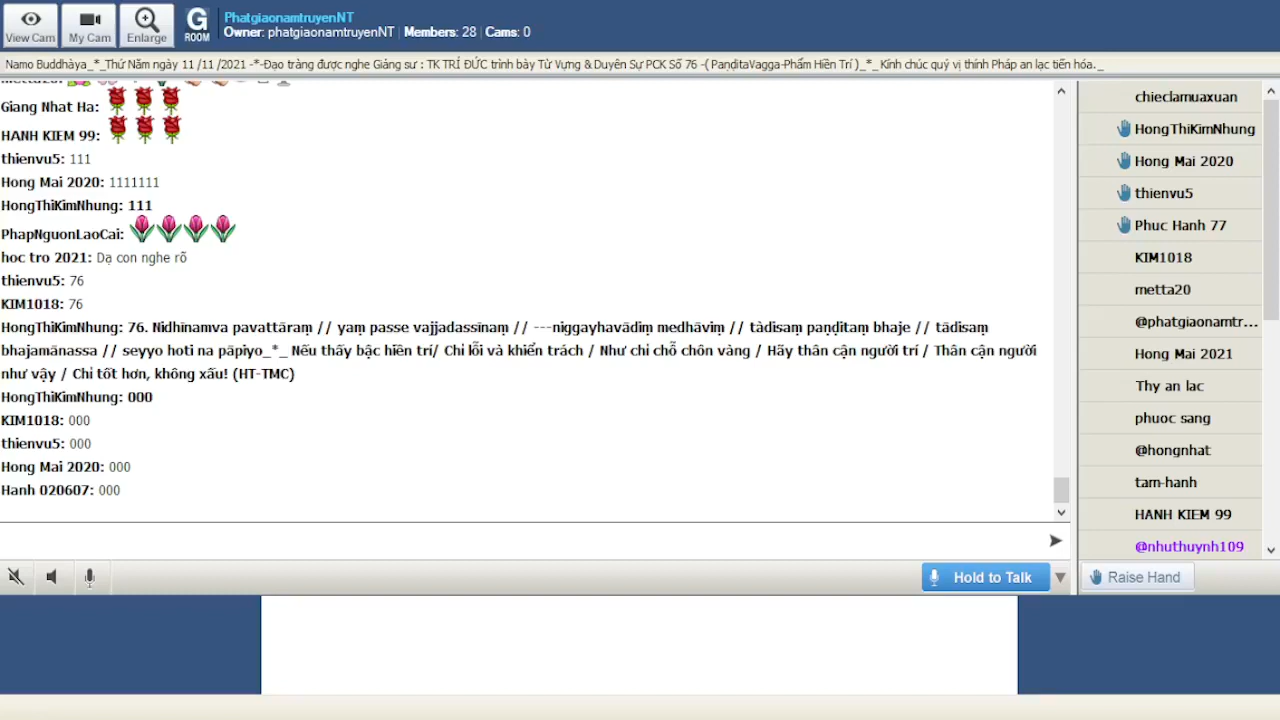 View Cam
My Cam
Enlarge
G
ROOM
PhatgiaonamtruyenNT
Owner: phatgiaonamtruyenNT | Members: 28 | Cams: 0
Namo Buddhàya_*_Thứ Năm ngày 11 /11 /2021 -*-Đạo tràng được nghe Giảng sư : TK TRÍ ĐỨC trình bày Từ Vựng & Duyên Sự PCK Số 76 -( PaṇḍitaVagga-Phẩm Hiền Trí )_*_ Kính chúc quý vị thính Pháp an lạc tiến hóa._
metta20:
Giang Nhat Ha:
HANH KIEM 99:
thienvu5: 111
Hong Mai 2020: 1111111
HongThiKimNhung: 111
PhapNguonLaoCai:
hoc tro 2021: Dạ con nghe rõ
thienvu5: 76
KIM1018: 76
HongThiKimNhung: 76. Nidhīnamva pavattāraṃ // yaṃ passe vajjadassīnaṃ // ---niggayhavādiṃ medhāviṃ // tàdisaṃ paṇḍitaṃ bhaje // tādisaṃ
bhajamānassa // seyyo hoti na pāpiyo_*_ Nếu thấy bậc hiền trí/ Chỉ lỗi và khiển trách / Như chỉ chỗ chôn vàng / Hãy thân cận người trí / Thân cận người
như vậy / Chỉ tốt hơn, không xấu! (HT-TMC)
HongThiKimNhung: 000
KIM1018: 000
thienvu5: 000
Hong Mai 2020: 000
Hanh 020607: 000
chieclamuaxuan
HongThiKimNhung
Hong Mai 2020
thienvu5
Phuc Hanh 77
KIM1018
metta20
@phatgiaonamtr...
Hong Mai 2021
Thy an lac
phuoc sang
@hongnhat
tam-hanh
HANH KIEM 99
@nhuthuynh109
Hold to Talk
Raise Hand